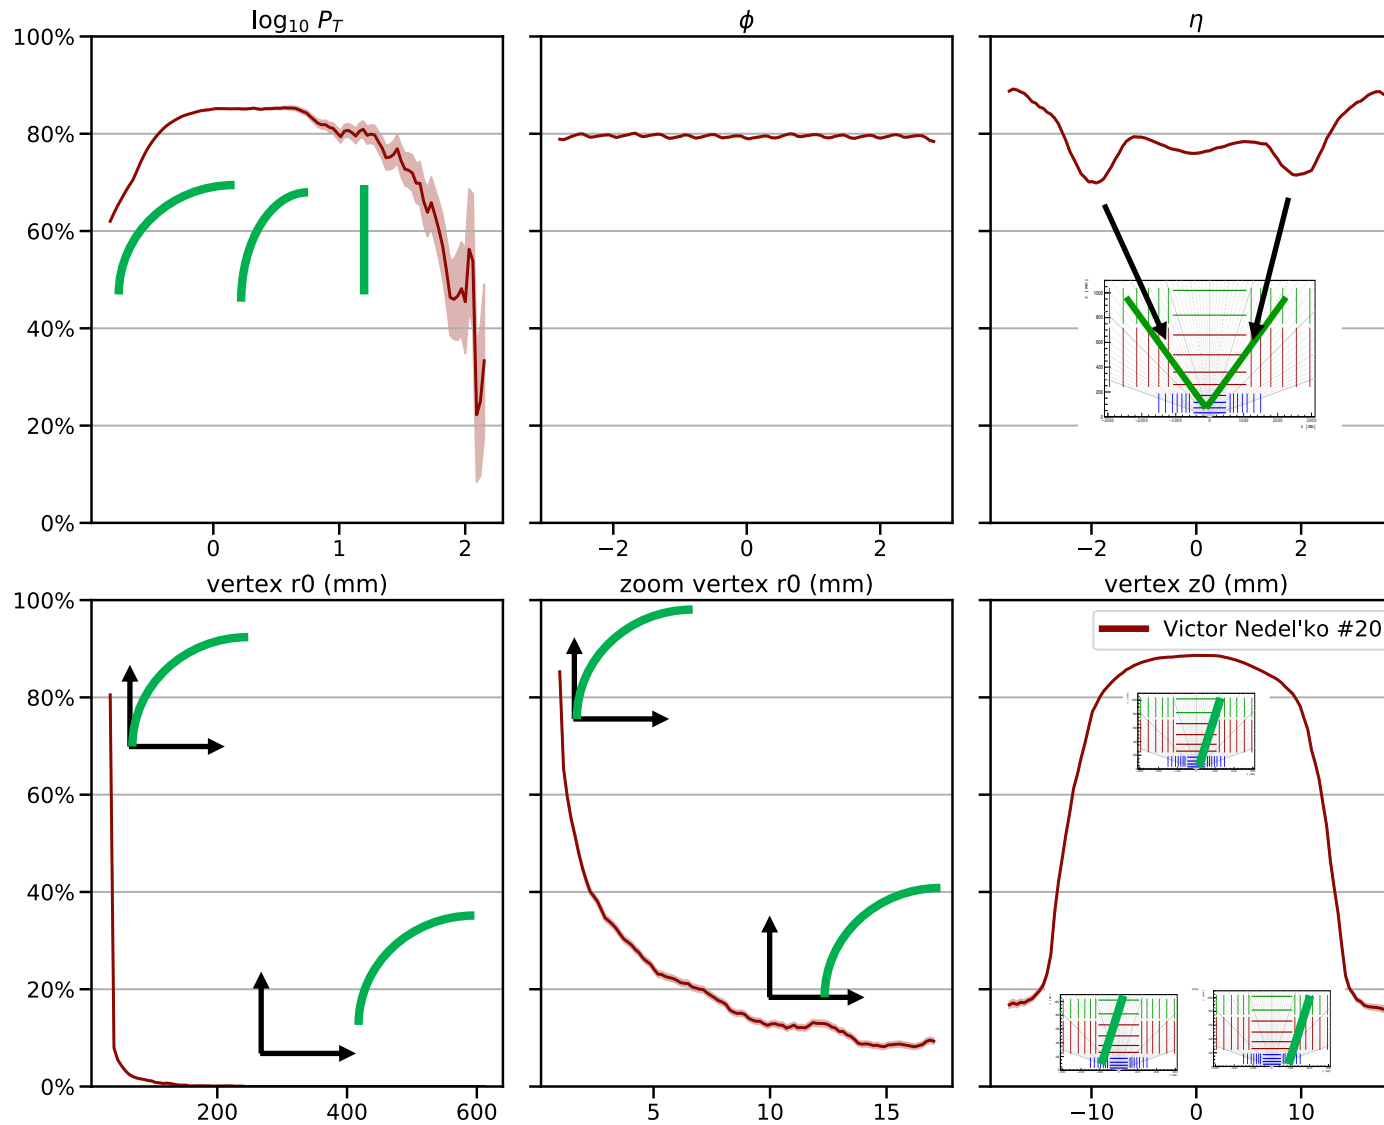 log₁₀ P_T
ϕ
η
100%
80%
60%
40%
20%
0%
0 1 2
−2 0 2
−2 0 2
vertex r0 (mm)
zoom vertex r0 (mm)
vertex z0 (mm)
100%
80%
60%
40%
20%
0%
Victor Nedel'ko #20
200 400 600
5 10 15
−10 0 10